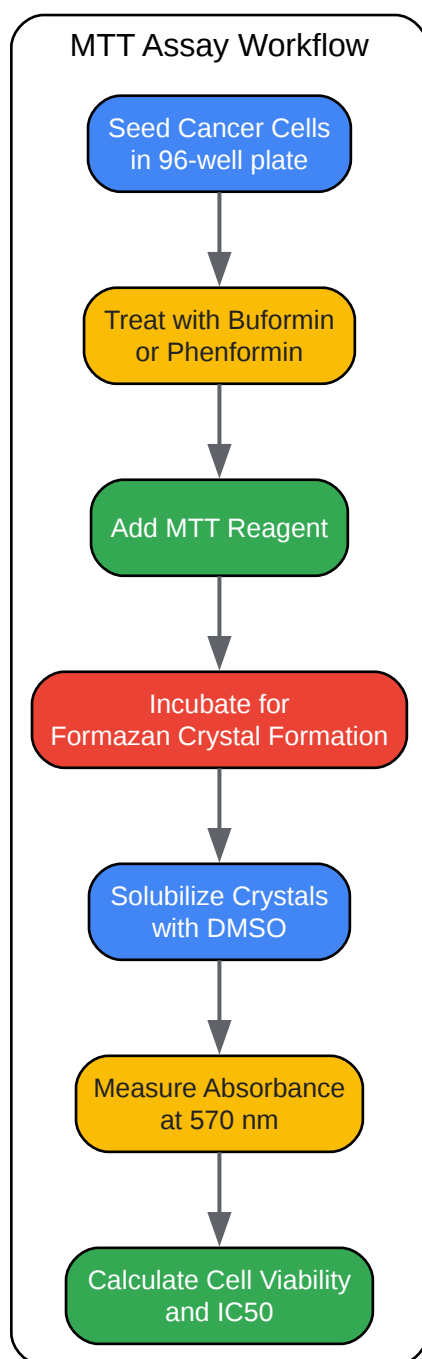 MTT Assay Workflow
Seed Cancer Cells
in 96-well plate
Treat with Buformin
or Phenformin
Add MTT Reagent
Incubate for
Formazan Crystal Formation
Solubilize Crystals
with DMSO
Measure Absorbance
at 570 nm
Calculate Cell Viability
and IC50